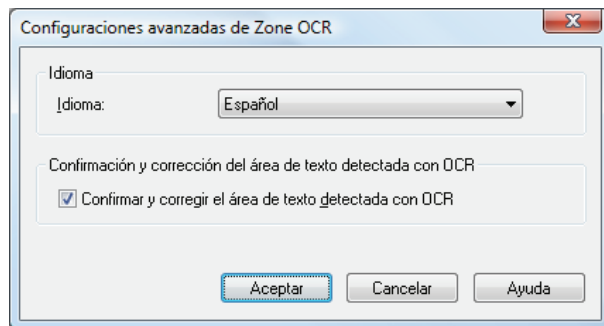 Configuraciones avanzadas de Zone OCR
Idioma
Idioma: Español
Confirmación y corrección del área de texto detectada con OCR
Confirmar y corregir el área de texto detectada con OCR
Aceptar Cancelar Ayuda